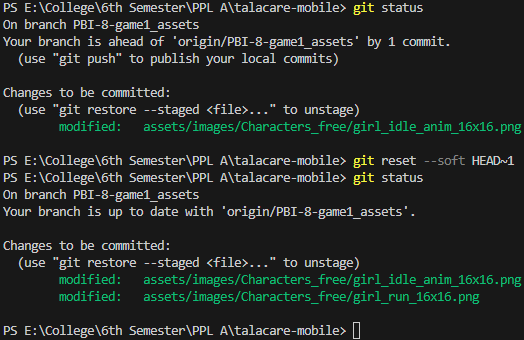 PS E:\College\6th Semester\PPL A\talacare-mobile> git status
On branch PBI-8-game1_assets
Your branch is ahead of 'origin/PBI-8-game1_assets' by 1 commit.
  (use "git push" to publish your local commits)

Changes to be committed:
  (use "git restore --staged <file>..." to unstage)
        modified:   assets/images/Characters_free/girl_idle_anim_16x16.png

PS E:\College\6th Semester\PPL A\talacare-mobile> git reset --soft HEAD~1
PS E:\College\6th Semester\PPL A\talacare-mobile> git status
On branch PBI-8-game1_assets
Your branch is up to date with 'origin/PBI-8-game1_assets'.

Changes to be committed:
  (use "git restore --staged <file>..." to unstage)
        modified:   assets/images/Characters_free/girl_idle_anim_16x16.png
        modified:   assets/images/Characters_free/girl_run_16x16.png

PS E:\College\6th Semester\PPL A\talacare-mobile>